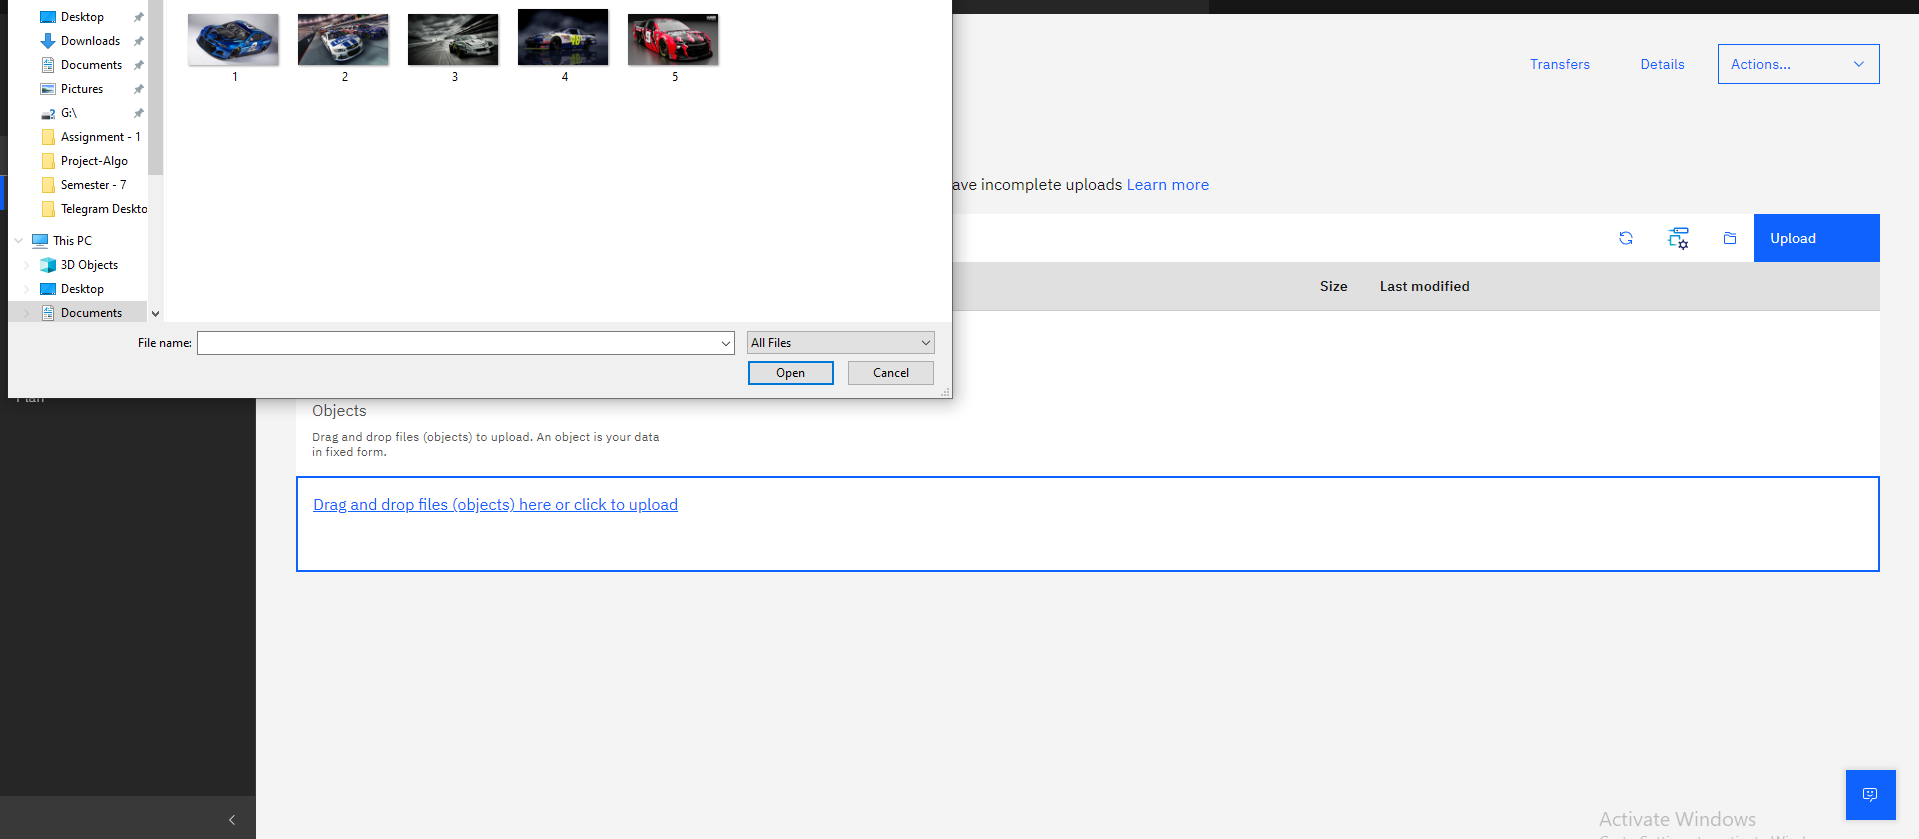 Desktop
Downloads
Documents
Pictures
G:\
Assignment - 1
Project-Algo
Semester - 7
Telegram Deskto
This PC
3D Objects
Desktop
Documents
1 2 3 4 5
File name:
All Files
Open Cancel
Transfers Details Actions...
ave incomplete uploads Learn more
Upload
Size Last modified
Plan
Objects
Drag and drop files (objects) to upload. An object is your data
in fixed form.
Drag and drop files (objects) here or click to upload
Activate Windows